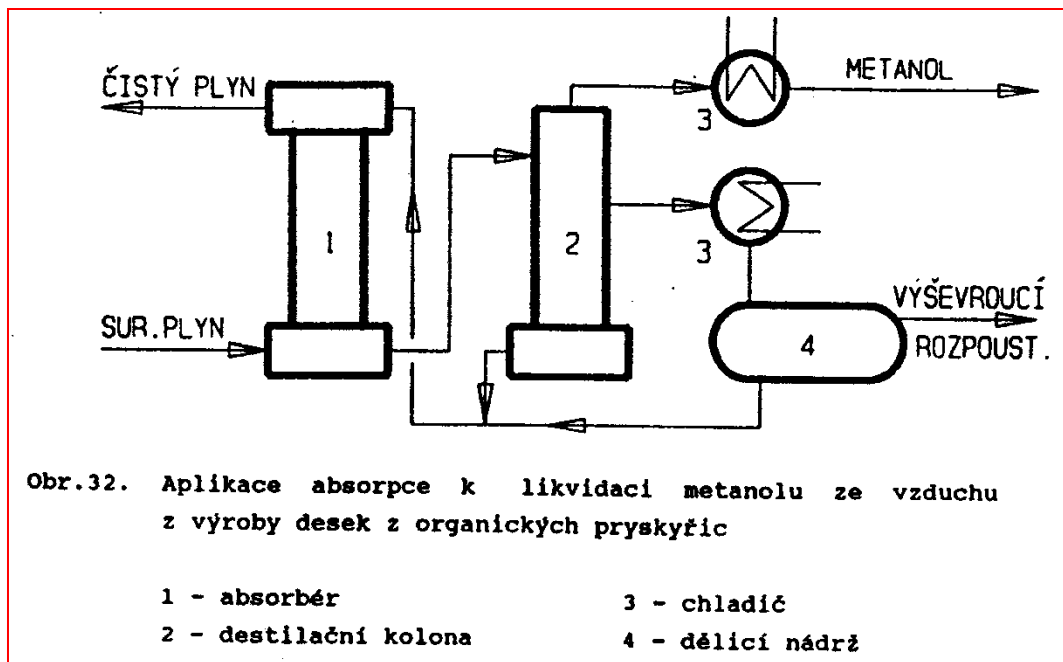 ČISTÝ PLYN
METANOL
3
1
2
3
SUR.PLYN
VÝŠEVROUCÍ
4
ROZPOUST.
Obr.32. Aplikace absorpce k likvidaci metanolu ze vzduchu
z výroby desek z organických pryskyřic
1 - absorbér
3 - chladič
2 - destilační kolona
4 - dělicí nádrž